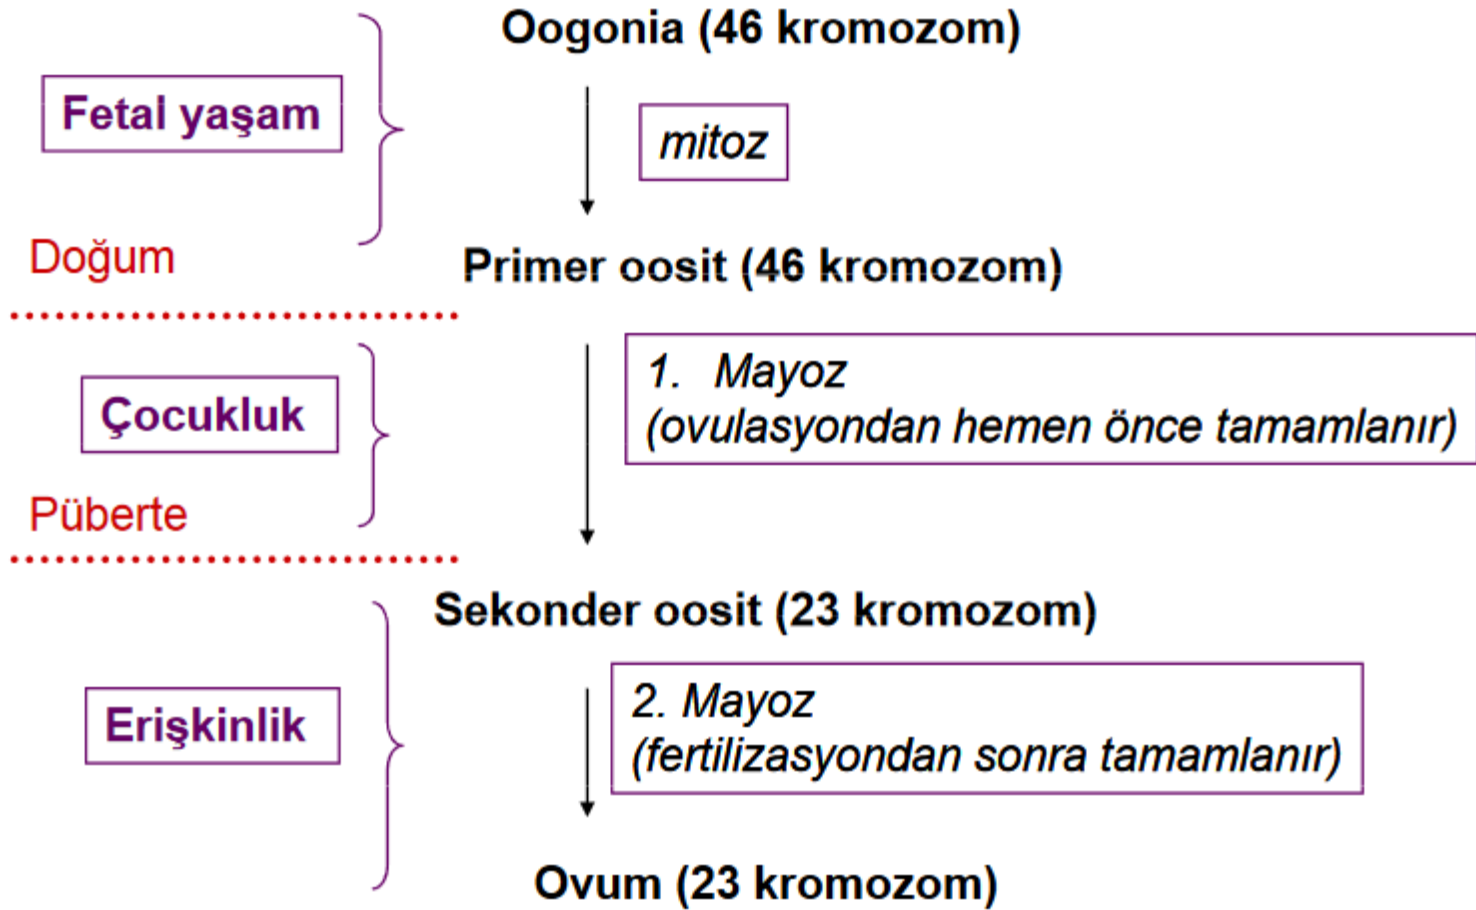 Oogonia (46 kromozom)
Fetal yaşam
mitoz
Doğum
Primer oosit (46 kromozom)
1. Mayoz
(ovulasyondan hemen önce tamamlanır)
Çocukluk
Püberte
Sekonder oosit (23 kromozom)
2. Mayoz
(fertilizasyondan sonra tamamlanır)
Erişkinlik
Ovum (23 kromozom)